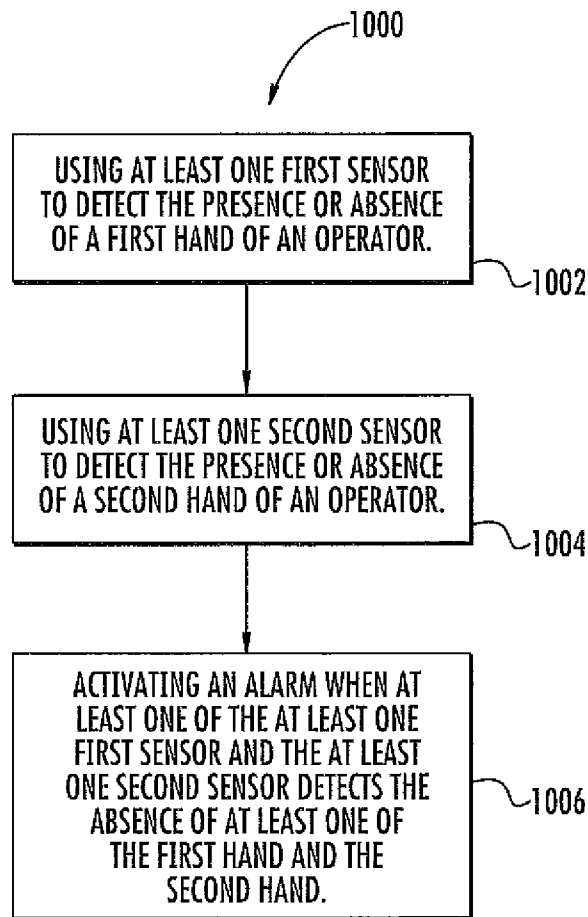 1000
USING AT LEAST ONE FIRST SENSOR
TO DETECT THE PRESENCE OR ABSENCE
OF A FIRST HAND OF AN OPERATOR.
1002
USING AT LEAST ONE SECOND SENSOR
TO DETECT THE PRESENCE OR ABSENCE
OF A SECOND HAND OF AN OPERATOR.
1004
ACTIVATING AN ALARM WHEN AT
LEAST ONE OF THE AT LEAST ONE
FIRST SENSOR AND THE AT LEAST
ONE SECOND SENSOR DETECTS THE
ABSENCE OF AT LEAST ONE OF
THE FIRST HAND AND THE
SECOND HAND.
1006